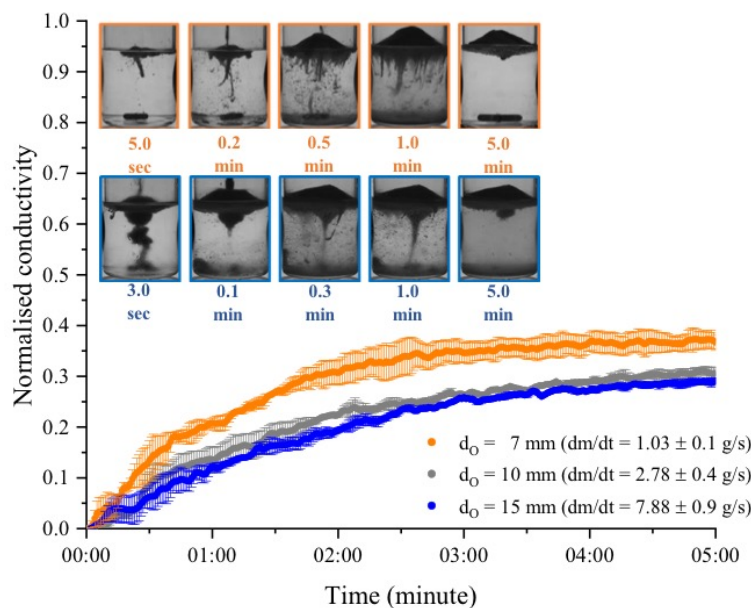 Normalised conductivity
1.0
0.9
0.8
0.7
0.6
0.5
0.4
0.3
0.2
0.1
0.0
5.0 0.2 0.5 1.0 5.0
sec min min min min
3.0 0.1 0.3 1.0 5.0
sec min min min min
d_O = 7 mm (dm/dt = 1.03 ± 0.1 g/s)
d_O = 10 mm (dm/dt = 2.78 ± 0.4 g/s)
d_O = 15 mm (dm/dt = 7.88 ± 0.9 g/s)
00:00 01:00 02:00 03:00 04:00 05:00
Time (minute)